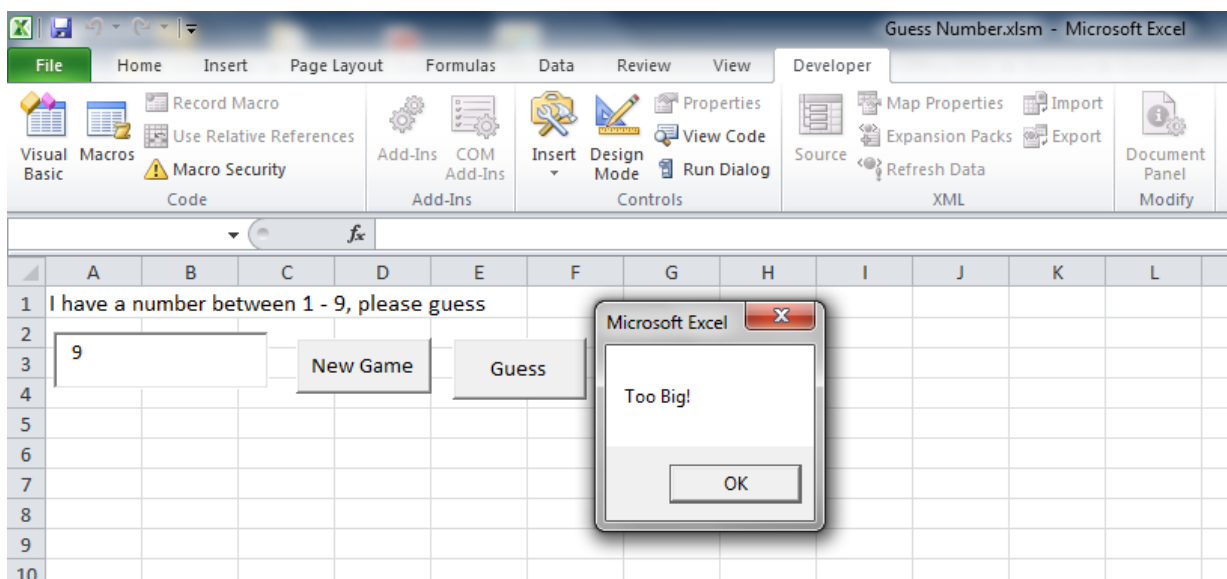 Guess Number.xlsm - Microsoft Excel
File Home Insert Page Layout Formulas Data Review View Developer
Visual Basic
Macros
Record Macro
Use Relative References
Macro Security
Code
Add-Ins
COM Add-Ins
Add-Ins
Insert
Design Mode
Properties
View Code
Run Dialog
Controls
Source
Map Properties
Expansion Packs
Refresh Data
Import
Export
XML
Document Panel
Modify
fx
A B C D E F G H I J K L
1 I have a number between 1 - 9, please guess
2
3
4
5
6
7
8
9
10
9
New Game
Guess
Microsoft Excel
Too Big!
OK